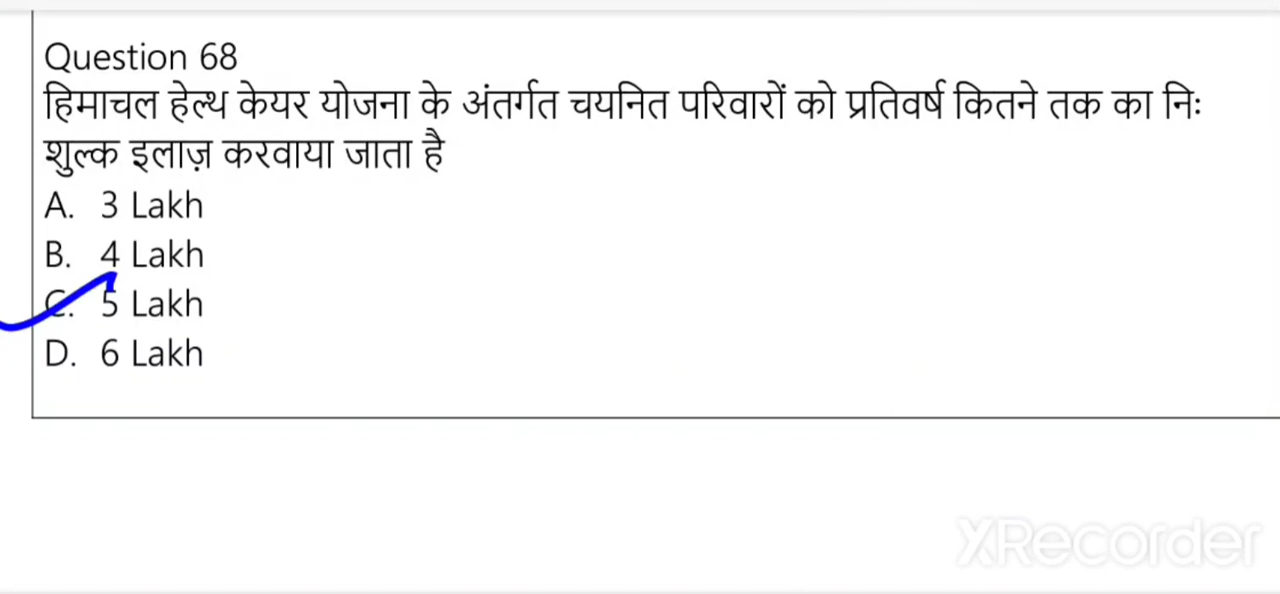 Question 68
हिमाचल हेल्थ केयर योजना के अंतर्गत चयनित परिवारों को प्रतिवर्ष कितने तक का निः
शुल्क इलाज़ करवाया जाता है
A. 3 Lakh
B. 4 Lakh
C. 5 Lakh
D. 6 Lakh
XRecorder